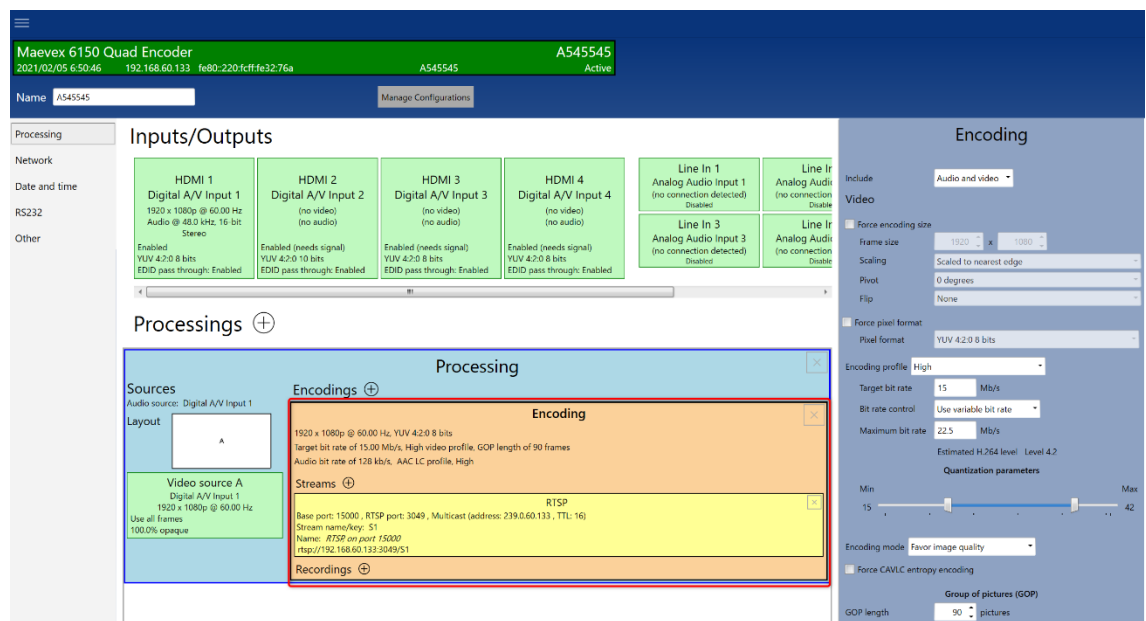 Maevex 6150 Quad Encoder A545545
2021/02/05 6:50:46 192.168.60.133 fe80::220:fcff:fe32:76a A545545 Active
Name A545545 Manage Configurations
Processing
Network
Date and time
RS232
Other
Inputs/Outputs
HDMI 1
Digital A/V Input 1
1920 x 1080p @ 60.00 Hz
Audio @ 48.0 kHz, 16-bit
Stereo
Enabled
YUV 4:2:0 8 bits
EDID pass through: Enabled
HDMI 2
Digital A/V Input 2
(no video)
(no audio)
Enabled (needs signal)
YUV 4:2:0 10 bits
EDID pass through: Enabled
HDMI 3
Digital A/V Input 3
(no video)
(no audio)
Enabled (needs signal)
YUV 4:2:0 8 bits
EDID pass through: Enabled
HDMI 4
Digital A/V Input 4
(no video)
(no audio)
Enabled (needs signal)
YUV 4:2:0 8 bits
EDID pass through: Enabled
Line In 1
Analog Audio Input 1
(no connection detected)
Disabled
Line Ir
Analog Audi
(no connection
Disable
Line In 3
Analog Audio Input 3
(no connection detected)
Disabled
Line Ir
Analog Audi
(no connection
Disable
Processings
Processing
Sources
Audio source: Digital A/V Input 1
Layout
A
Video source A
Digital A/V Input 1
1920 x 1080p @ 60.00 Hz
Use all frames
100.0% opaque
Encodings
Encoding
1920 x 1080p @ 60.00 Hz, YUV 4:2:0 8 bits
Target bit rate of 15.00 Mb/s, High video profile, GOP length of 90 frames
Audio bit rate of 128 kb/s, AAC LC profile, High
Streams
RTSP
Base port: 15000 , RTSP port: 3049 , Multicast (address: 239.0.60.133 , TTL: 16)
Stream name/key: S1
Name: RTSP, on port 15000
rtsp://192.168.60.133:3049/S1
Recordings
Encoding
Include Audio and video
Video
Force encoding size
Frame size 1920 x 1080
Scaling Scaled to nearest edge
Pivot 0 degrees
Flip None
Force pixel format
Pixel format YUV 4:2:0 8 bits
Encoding profile High
Target bit rate 15 Mb/s
Bit rate control Use variable bit rate
Maximum bit rate 22.5 Mb/s
Estimated H.264 level Level 4.2
Quantization parameters
Min Max
15 42
Encoding mode Favor image quality
Force CAVLC entropy encoding
Group of pictures (GOP)
GOP length 90 pictures